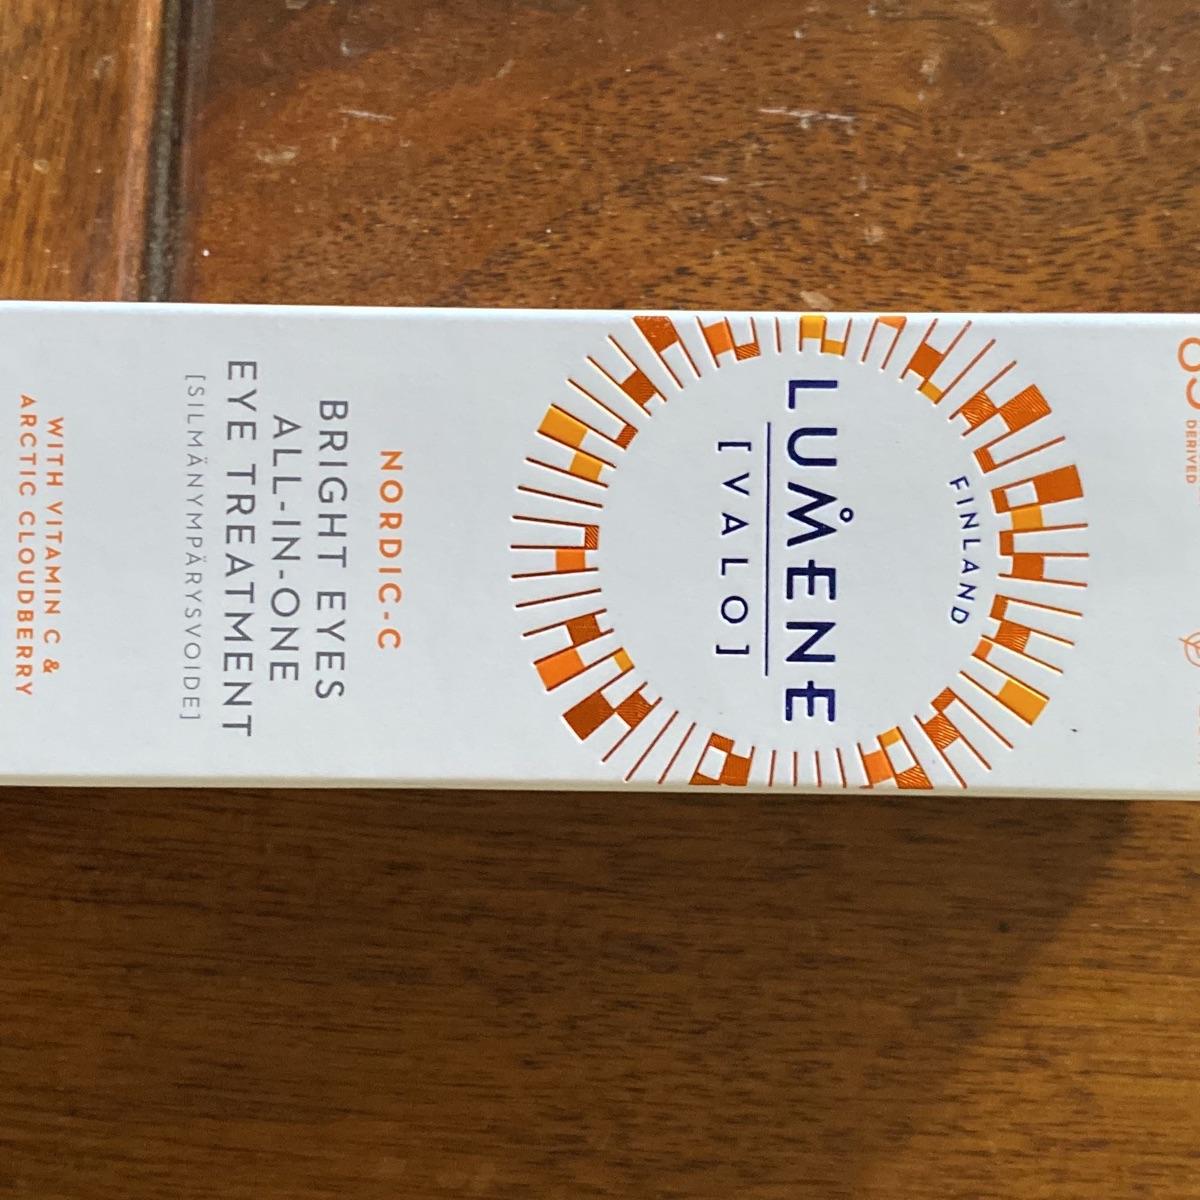 DERIVED
FINLAND
LUMENE
[VALO]
NORDIC-C
BRIGHT EYES
ALL-IN-ONE
EYE TREATMENT
[SILMÄNYMPÄRYSVOIDE]
WITH VITAMIN C &
ARCTIC CLOUDBERRY